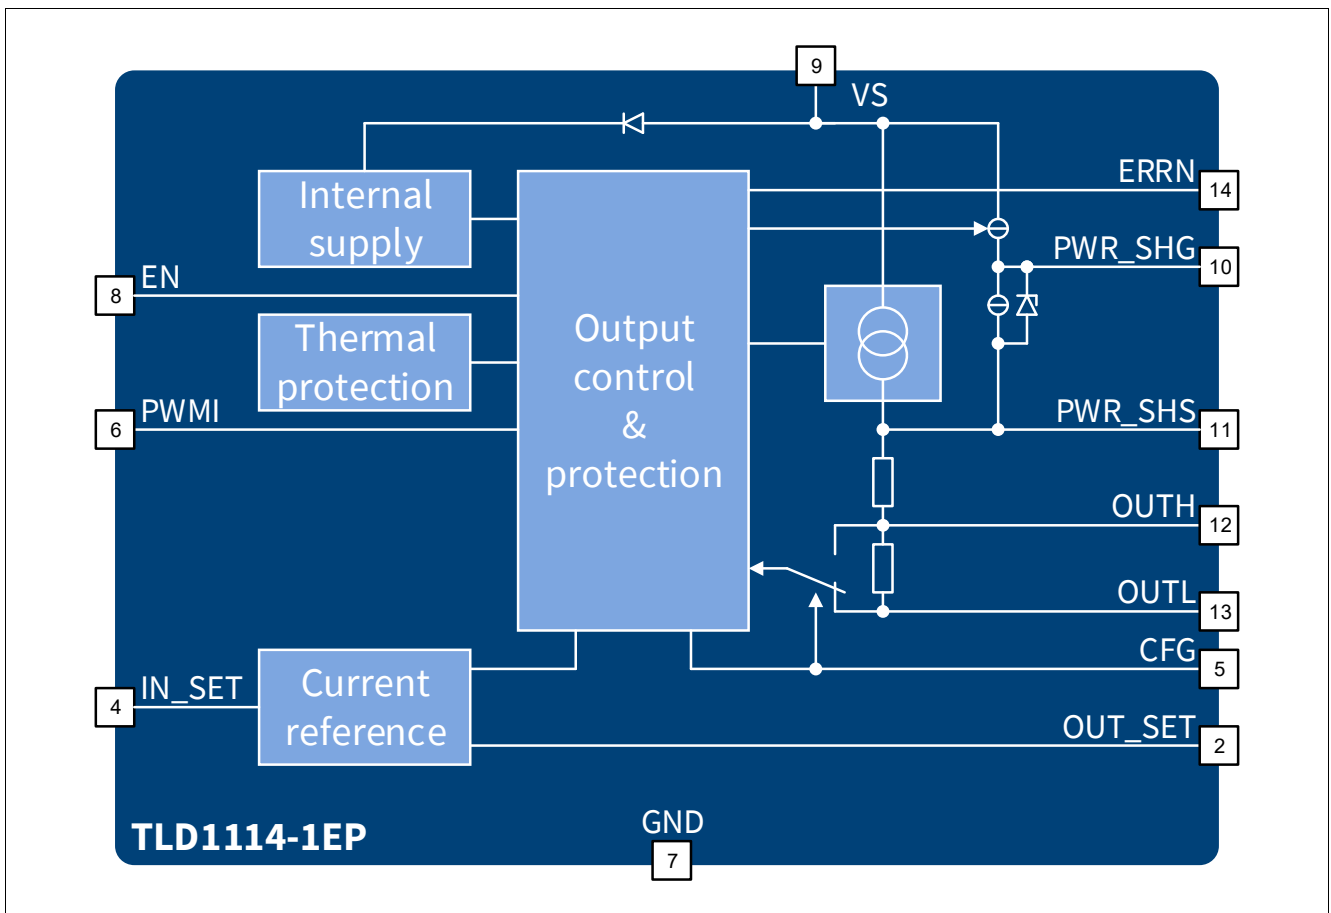 9
VS
ERRN
14
Internal
supply
PWR_SHG
10
EN
8
Thermal
protection
Output
control
&
protection
PWMI
6
PWR_SHS
11
OUTH
12
OUTL
13
CFG
5
IN_SET
4
Current
reference
OUT_SET
2
TLD1114-1EP
GND
7